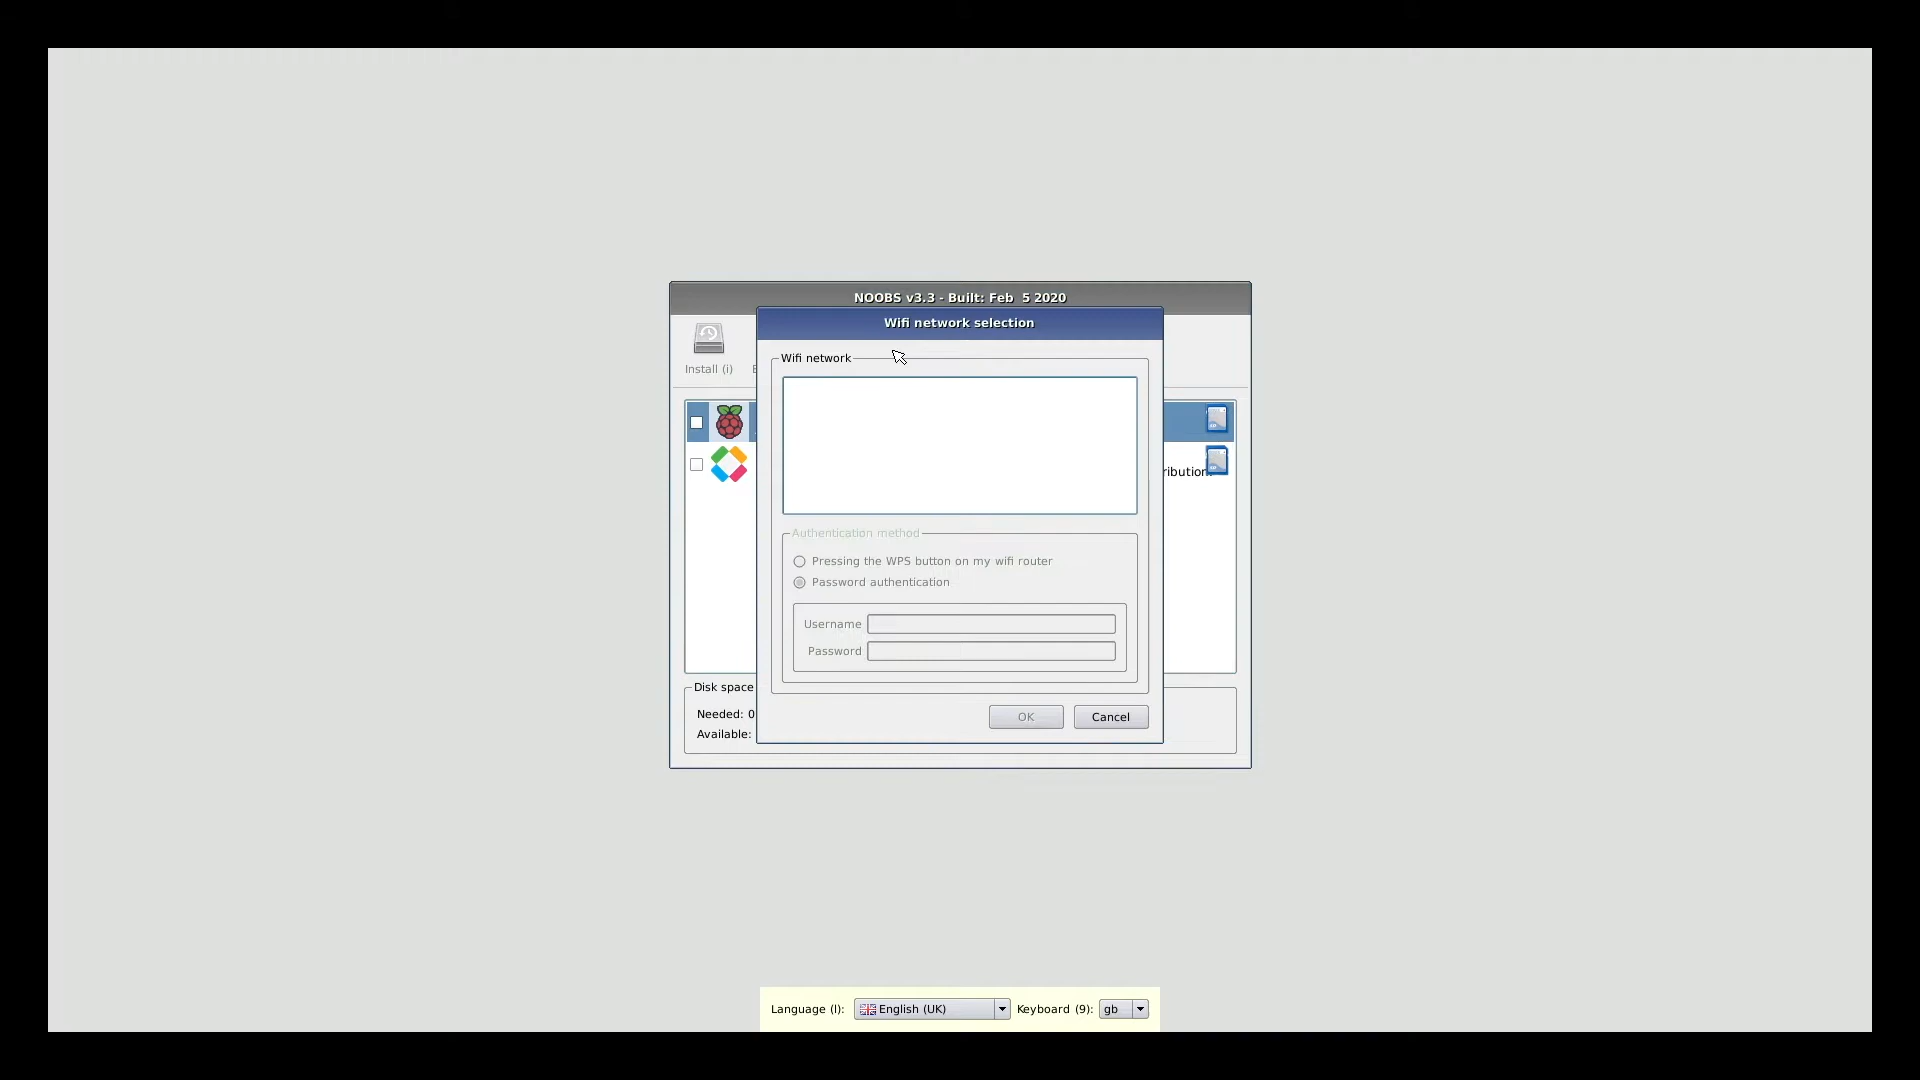 NOOBS v3.3 - Built: Feb 5 2020
Wifi network selection
Install (i)
Wifi network
ribution
Authentication method
Pressing the WPS button on my wifi router
Password authentication
Username
Password
Disk space
Needed: 0
Available:
OK
Cancel
Language (l):
English (UK)
Keyboard (9):
gb